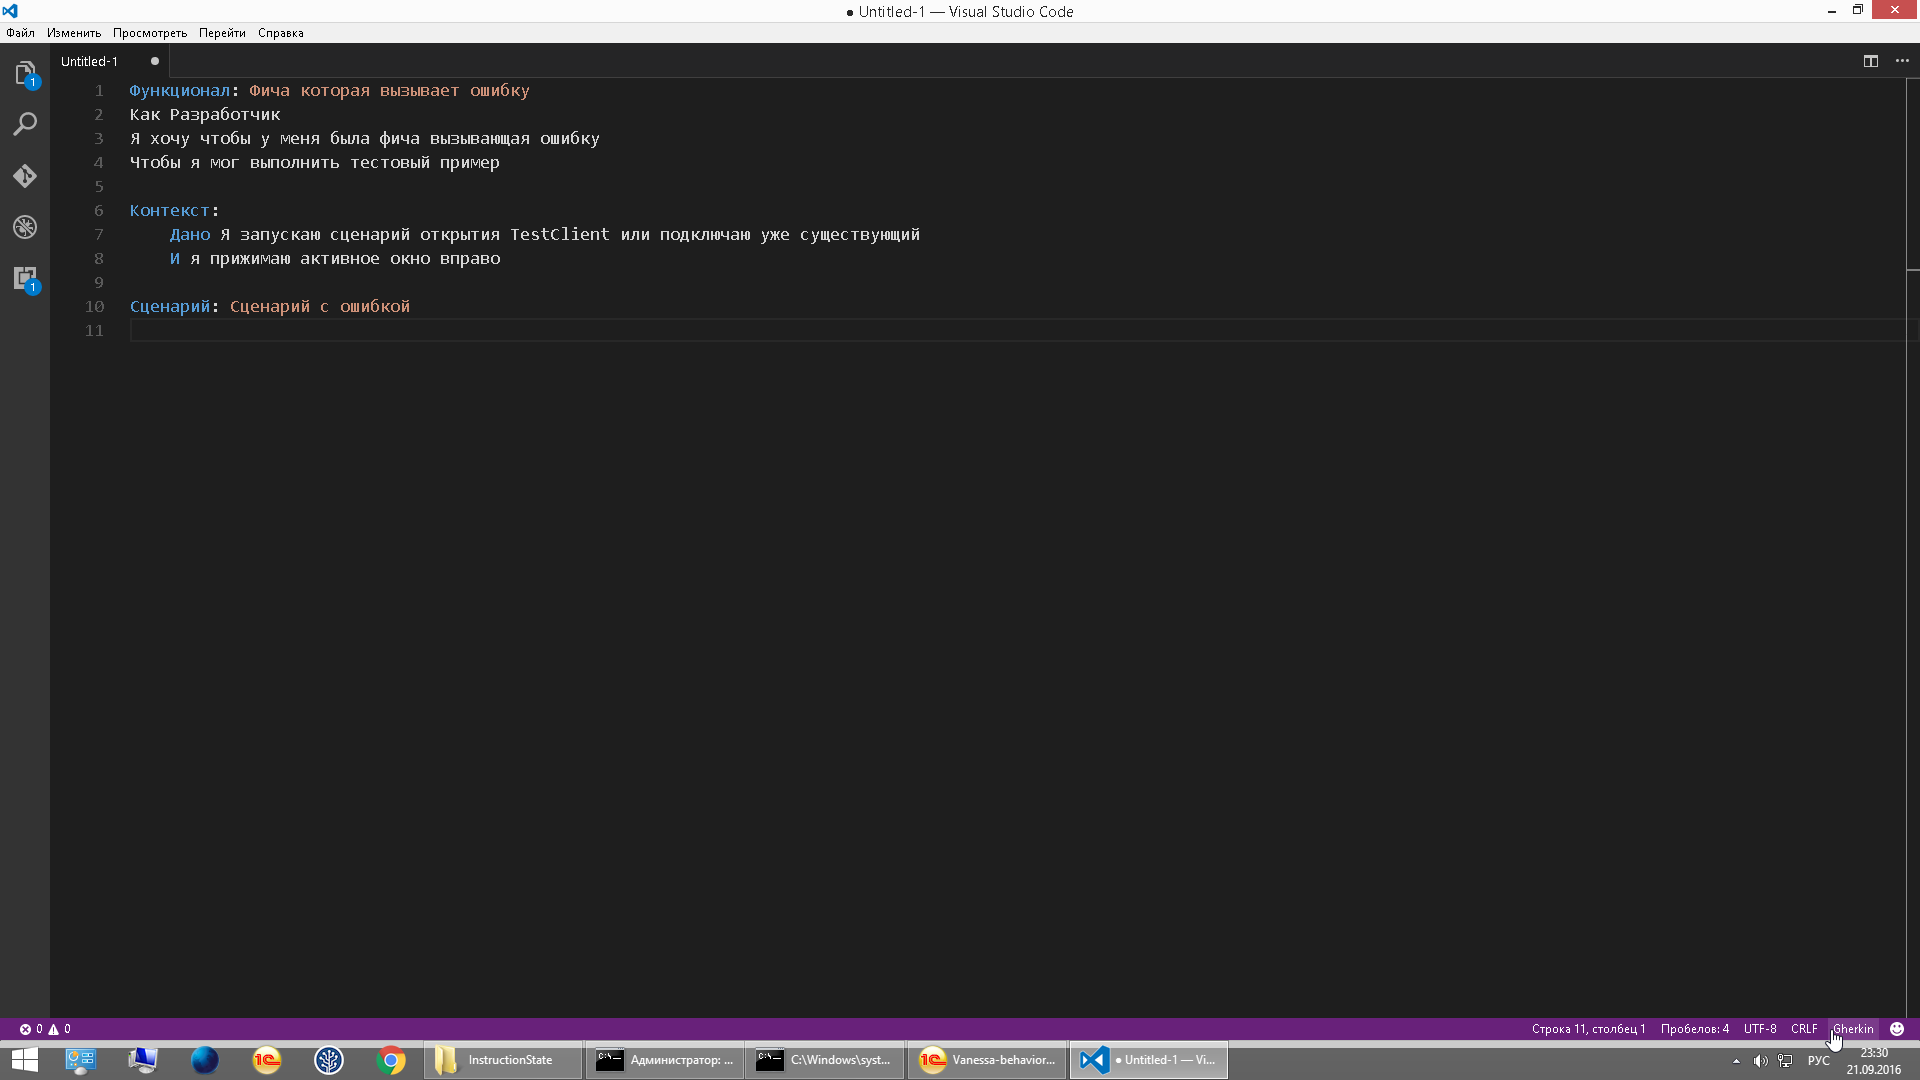 ● Untitled-1 — Visual Studio Code
Файл Изменить Просмотреть Перейти Справка
Untitled-1 ●
1 Функционал: Фича которая вызывает ошибку
2 Как Разработчик
3 Я хочу чтобы у меня была фича вызывающая ошибку
4 Чтобы я мог выполнить тестовый пример
5
6 Контекст:
7 Дано Я запускаю сценарий открытия TestClient или подключаю уже существующий
8 И я прижимаю активное окно вправо
9
10 Сценарий: Сценарий с ошибкой
11
1
1
0 0 Строка 11, столбец 1 Пробелов: 4 UTF-8 CRLF Gherkin
InstructionState Администратор: ... C:\Windows\syst... Vanessa-behavior... ● Untitled-1 — Vi... РУС 23:30
21.09.2016